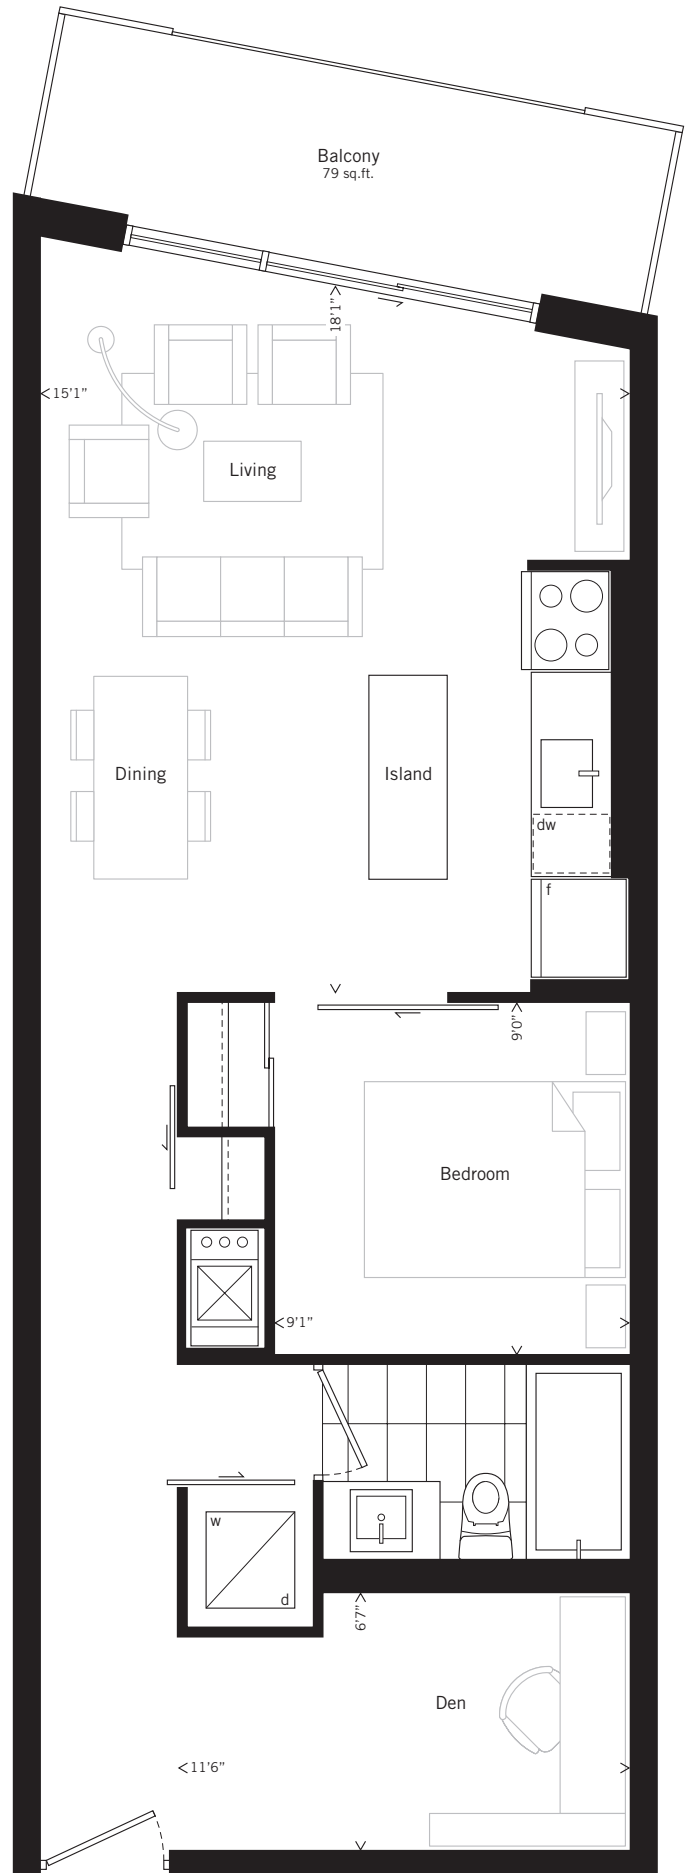 Balcony
79 sq.ft.
18'1"
15'1"
Living
Dining
Island
dw
f
9'0"
Bedroom
9'1"
w
d
6'7"
Den
11'6"